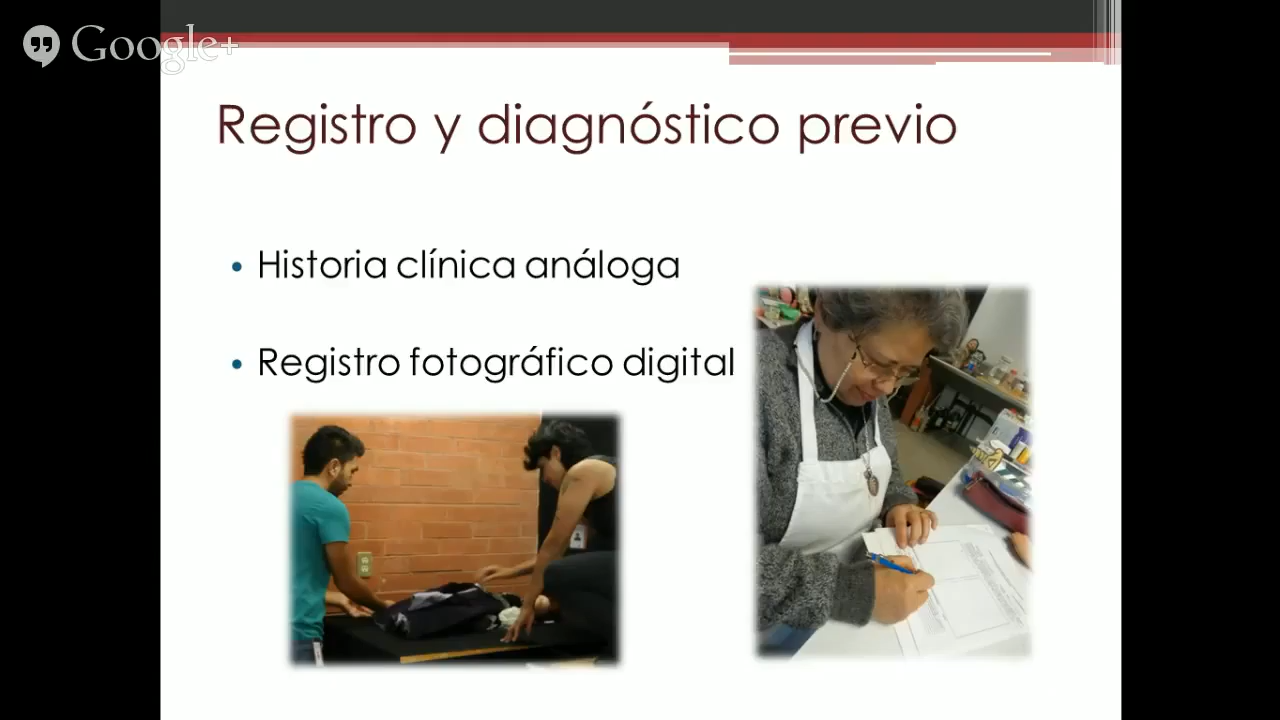 Google+
Registro y diagnóstico previo
• Historia clínica análoga
• Registro fotográfico digital